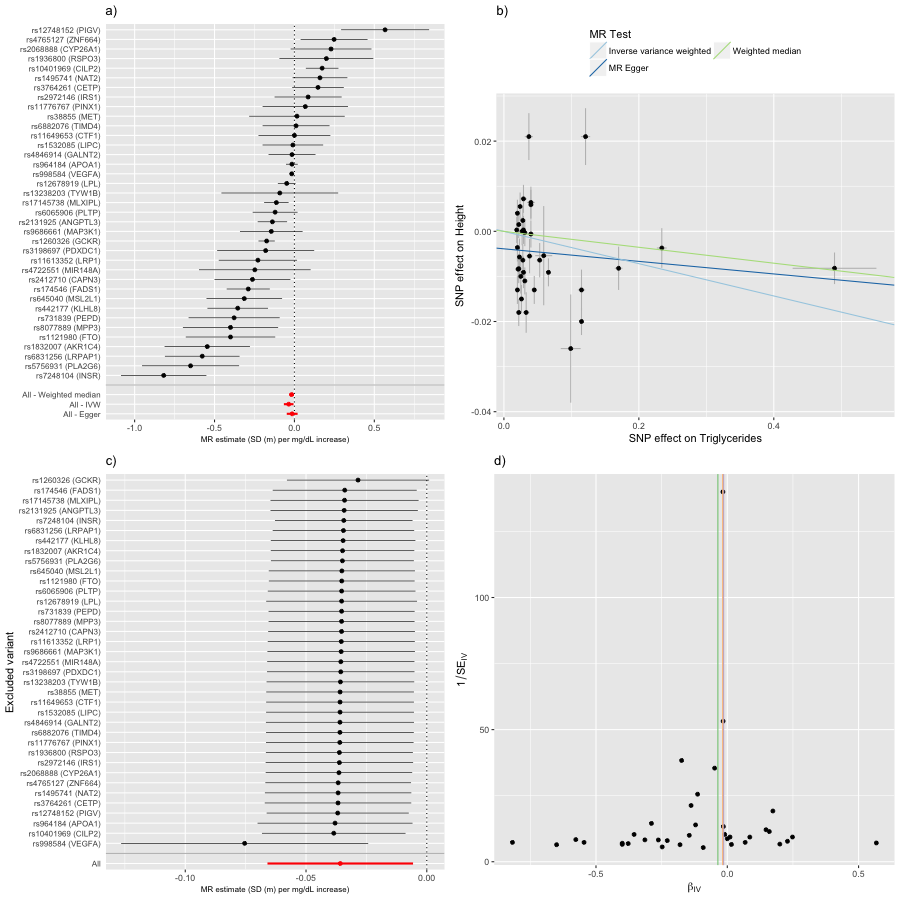 a)
rs12748152 (PIGV)
rs4765127 (ZNF664)
rs2068888 (CYP26A1)
rs1936800 (RSPO3)
rs10401969 (CILP2)
rs1495741 (NAT2)
rs3764261 (CETP)
rs2972146 (IRS1)
rs11776767 (PINX1)
rs38855 (MET)
rs6882076 (TIMD4)
rs11649653 (CTF1)
rs1532085 (LIPC)
rs4846914 (GALNT2)
rs964184 (APOA1)
rs998584 (VEGFA)
rs12678919 (LPL)
rs13238203 (TYW1B)
rs17145738 (MLXIPL)
rs6065906 (PLTP)
rs2131925 (ANGPTL3)
rs9686661 (MAP3K1)
rs1260326 (GCKR)
rs3198697 (PDXDC1)
rs11613352 (LRP1)
rs4722551 (MIR148A)
rs2412710 (CAPN3)
rs174546 (FADS1)
rs645040 (MSL2L1)
rs442177 (KLHL8)
rs731839 (PEPD)
rs8077889 (MPP3)
rs1121980 (FTO)
rs1832007 (AKR1C4)
rs6831256 (LRPAP1)
rs5756931 (PLA2G6)
rs7248104 (INSR)
All - Weighted median
All - IVW
All - Egger
-1.0 -0.5 0.0 0.5
MR estimate (SD (m) per mg/dL increase)
b)
MR Test
Inverse variance weighted Weighted median
MR Egger
0.02
0.00
-0.02
-0.04
SNP effect on Height
0.0 0.2 0.4
SNP effect on Triglycerides
c)
Excluded variant
rs1260326 (GCKR)
rs174546 (FADS1)
rs17145738 (MLXIPL)
rs2131925 (ANGPTL3)
rs7248104 (INSR)
rs6831256 (LRPAP1)
rs442177 (KLHL8)
rs1832007 (AKR1C4)
rs5756931 (PLA2G6)
rs645040 (MSL2L1)
rs1121980 (FTO)
rs6065906 (PLTP)
rs12678919 (LPL)
rs731839 (PEPD)
rs8077889 (MPP3)
rs2412710 (CAPN3)
rs11613352 (LRP1)
rs9686661 (MAP3K1)
rs4722551 (MIR148A)
rs3198697 (PDXDC1)
rs13238203 (TYW1B)
rs38855 (MET)
rs11649653 (CTF1)
rs1532085 (LIPC)
rs4846914 (GALNT2)
rs6882076 (TIMD4)
rs11776767 (PINX1)
rs1936800 (RSPO3)
rs2972146 (IRS1)
rs2068888 (CYP26A1)
rs4765127 (ZNF664)
rs1495741 (NAT2)
rs3764261 (CETP)
rs12748152 (PIGV)
rs964184 (APOA1)
rs10401969 (CILP2)
rs998584 (VEGFA)
All
-0.10 -0.05 0.00
MR estimate (SD (m) per mg/dL increase)
d)
100
50
0
1/SE_IV
-0.5 0.0 0.5
β̂_IV